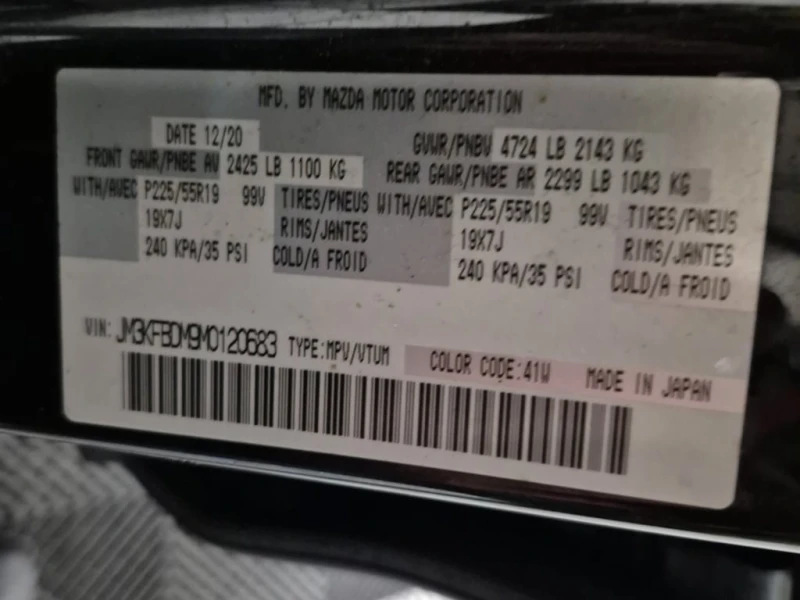 MFD. BY MAZDA MOTOR CORPORATION
DATE 12/20 GVWR/PNBV 4724 LB 2143 KG
FRONT GAWR/PNBE AV 2425 LB 1100 KG REAR GAWR/PNBE AR 2299 LB 1043 KG
WITH/AVEC P225/55R19 99V TIRES/PNEUS WITH/AVEC P225/55R19 99V TIRES/PNEUS
19X7J RIMS/JANTES 19X7J RIMS/JANTES
240 KPA/35 PSI COLD/A FROID 240 KPA/35 PSI COLD/A FROID
VIN: JM3KFBDM9M0120683 TYPE:MPV/VTUM COLOR CODE:41W MADE IN JAPAN